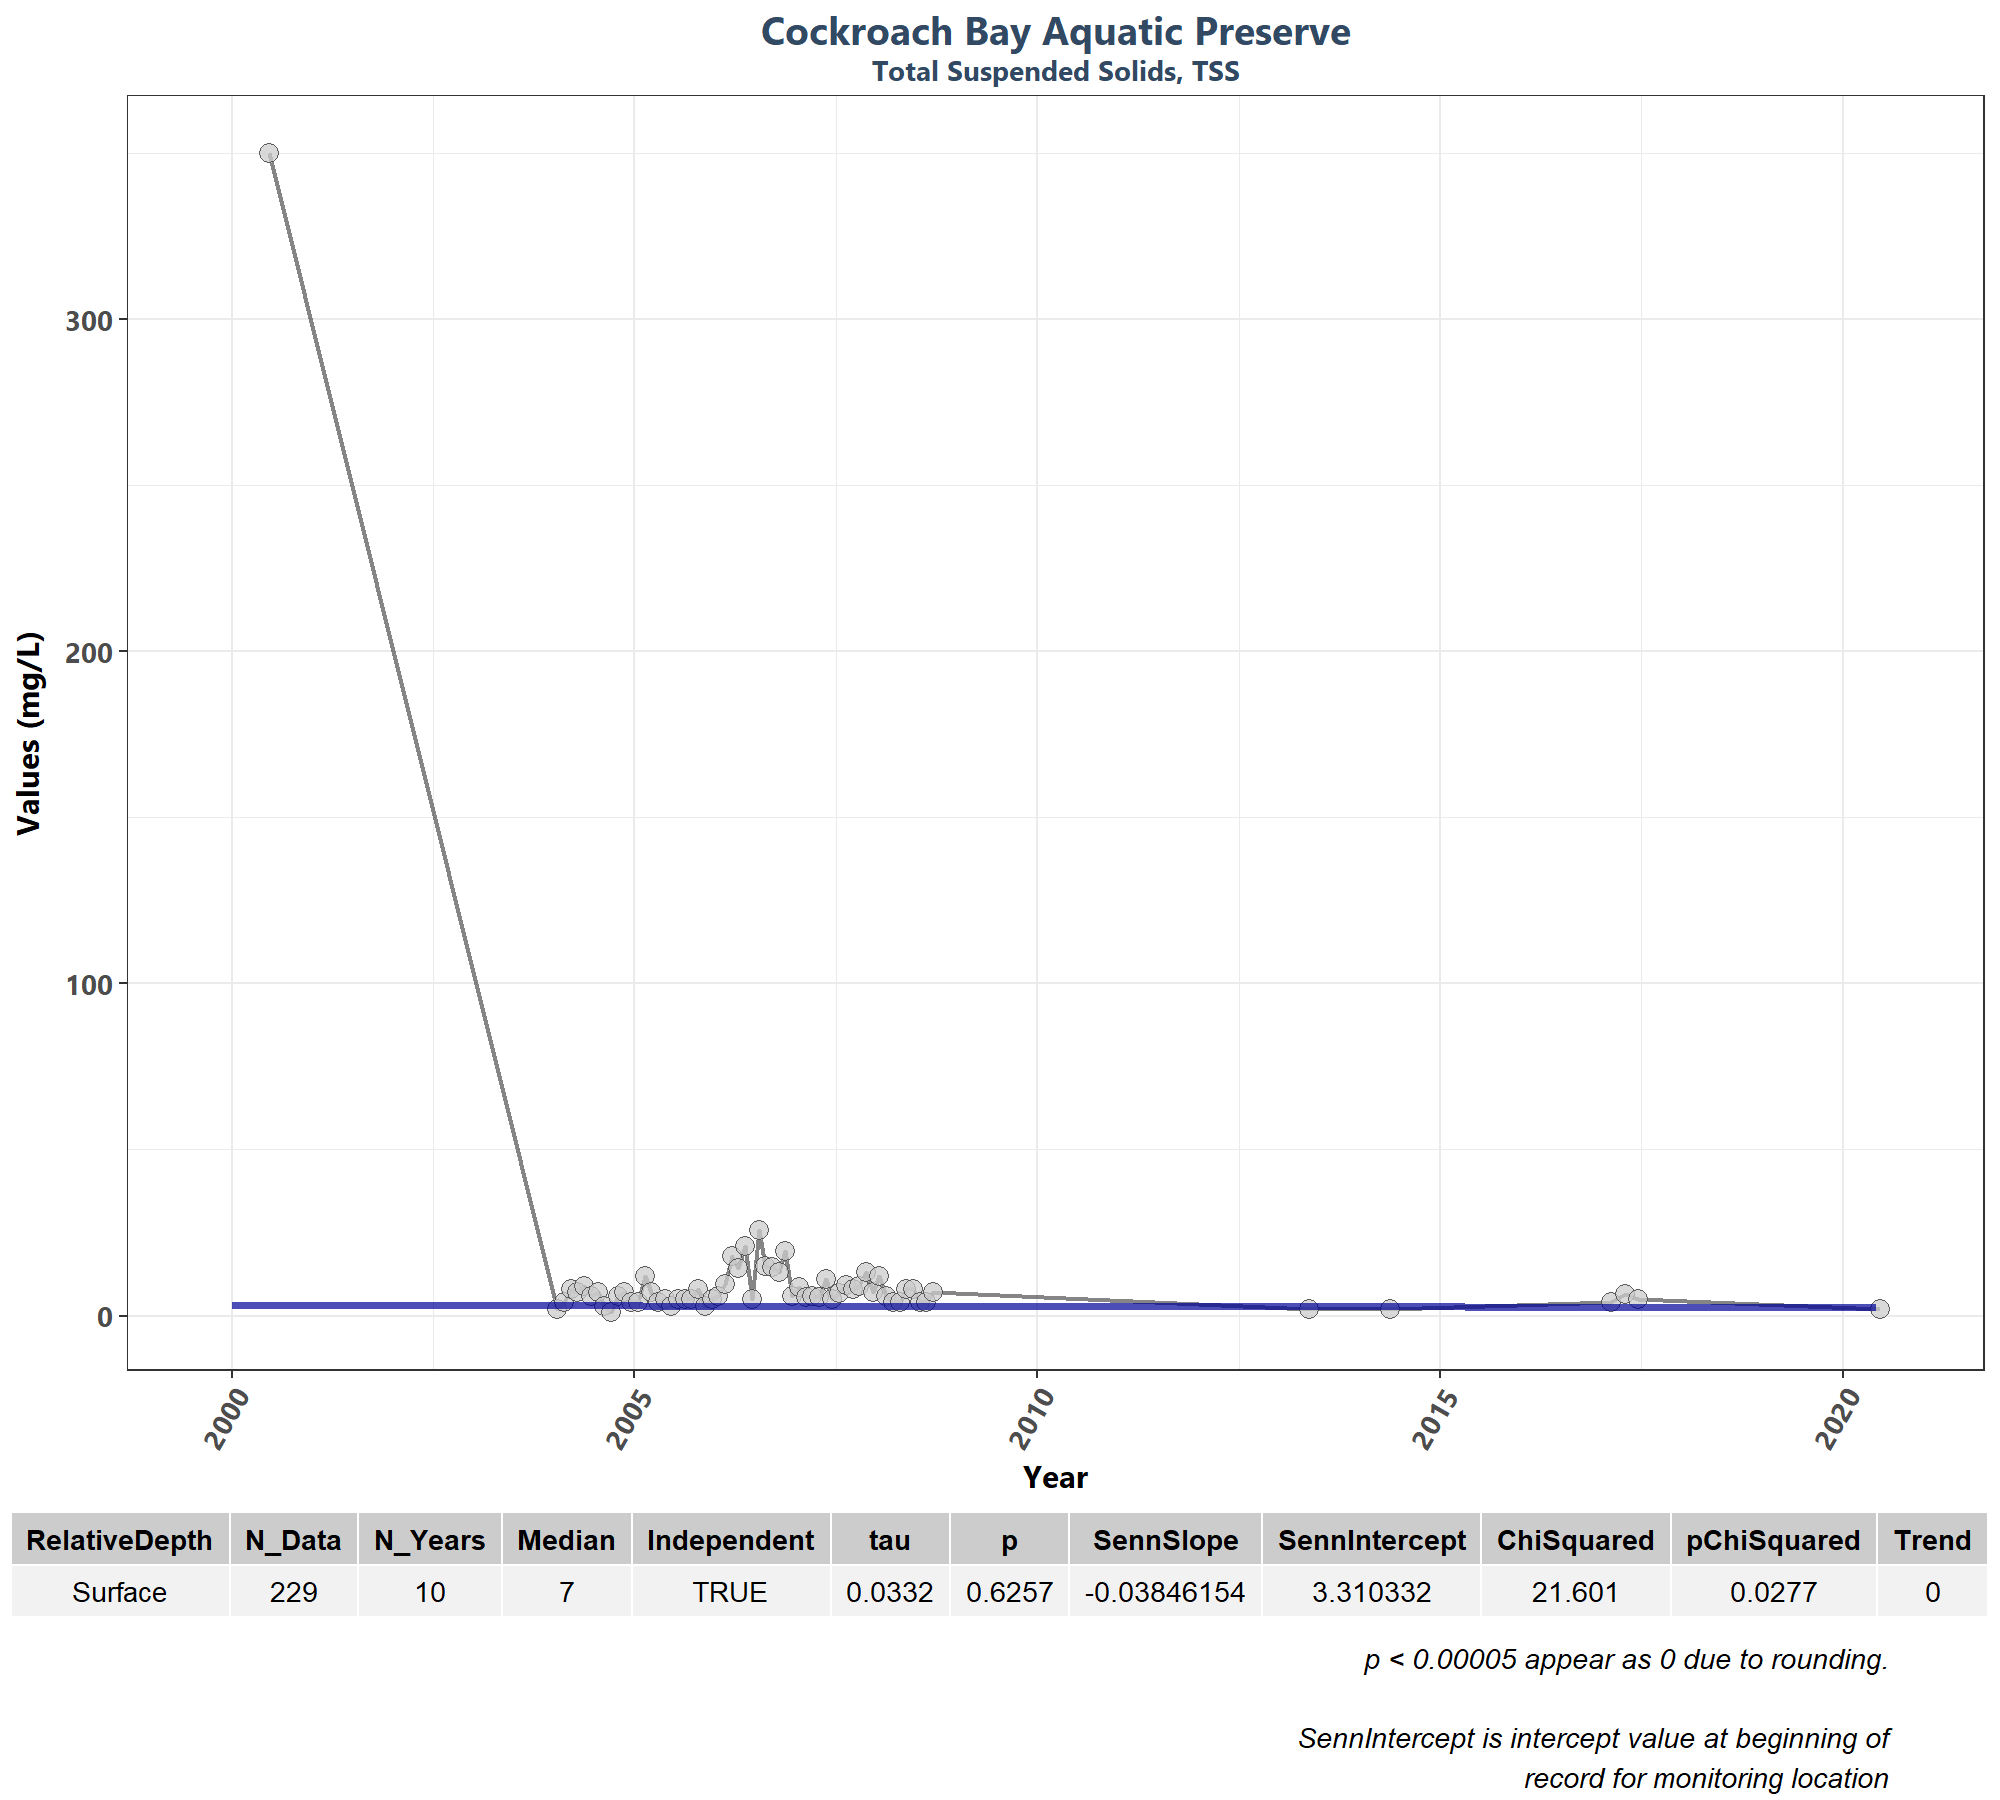 Cockroach Bay Aquatic Preserve
Total Suspended Solids, TSS
Values (mg/L)
300
200
100
0
2000 2005 2010 2015 2020
Year
RelativeDepth N_Data N_Years Median Independent tau p SennSlope SennIntercept ChiSquared pChiSquared Trend
Surface 229 10 7 TRUE 0.0332 0.6257 -0.03846154 3.310332 21.601 0.0277 0
p < 0.00005 appear as 0 due to rounding.
SennIntercept is intercept value at beginning of
record for monitoring location